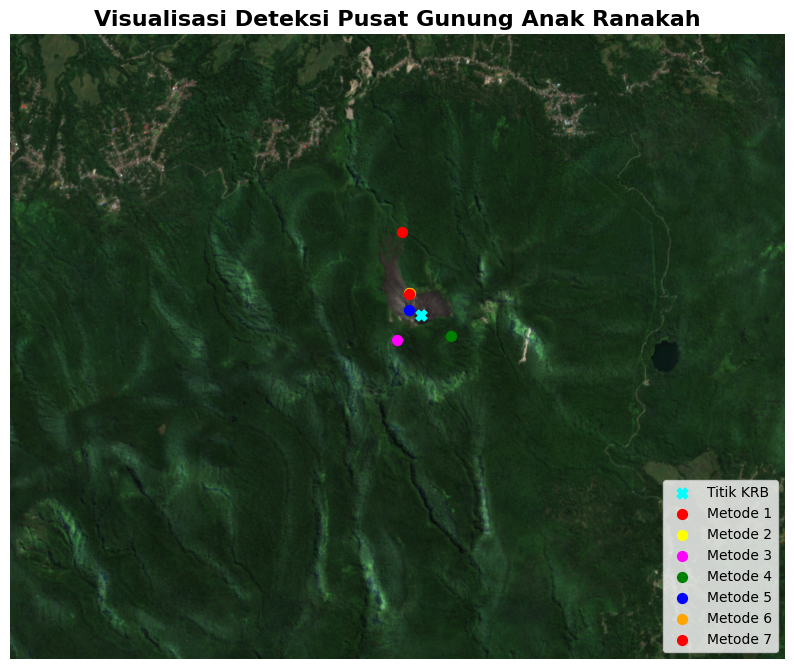 Visualisasi Deteksi Pusat Gunung Anak Ranakah
Titik KRB
Metode 1
Metode 2
Metode 3
Metode 4
Metode 5
Metode 6
Metode 7